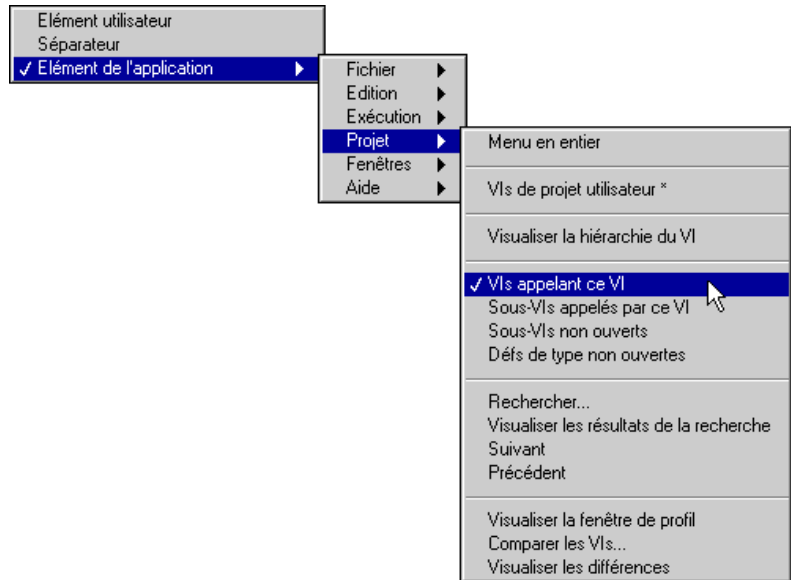 Elément utilisateur
Séparateur
✓ Elément de l'application
Fichier
Edition
Exécution
Projet
Fenêtres
Aide
Menu en entier
VIs de projet utilisateur *
Visualiser la hiérarchie du VI
✓ VIs appelant ce VI
Sous-VIs appelés par ce VI
Sous-VIs non ouverts
Défs de type non ouvertes
Rechercher...
Visualiser les résultats de la recherche
Suivant
Précédent
Visualiser la fenêtre de profil
Comparer les VIs...
Visualiser les différences